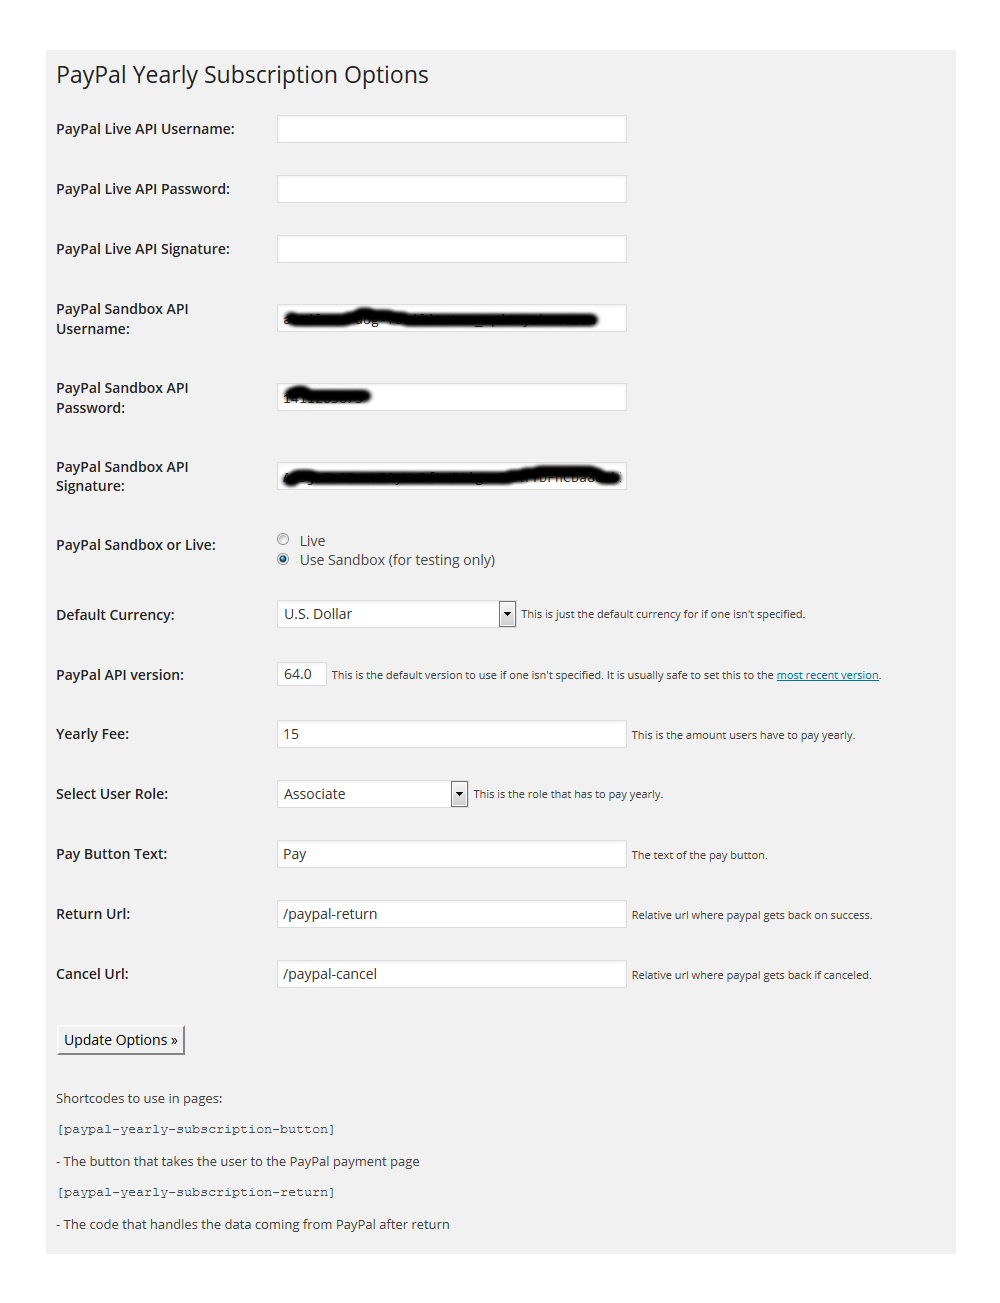 PayPal Yearly Subscription Options
PayPal Live API Username:
PayPal Live API Password:
PayPal Live API Signature:
PayPal Sandbox API
Username:
PayPal Sandbox API
Password:
PayPal Sandbox API
Signature:
PayPal Sandbox or Live:
Live
Use Sandbox (for testing only)
Default Currency:
U.S. Dollar
This is just the default currency for if one isn't specified.
PayPal API version:
64.0
This is the default version to use if one isn't specified. It is usually safe to set this to the most recent version.
Yearly Fee:
15
This is the amount users have to pay yearly.
Select User Role:
Associate
This is the role that has to pay yearly.
Pay Button Text:
Pay
The text of the pay button.
Return Url:
/paypal-return
Relative url where paypal gets back on success.
Cancel Url:
/paypal-cancel
Relative url where paypal gets back if canceled.
Update Options »
Shortcodes to use in pages:
[paypal-yearly-subscription-button]
- The button that takes the user to the PayPal payment page
[paypal-yearly-subscription-return]
- The code that handles the data coming from PayPal after return